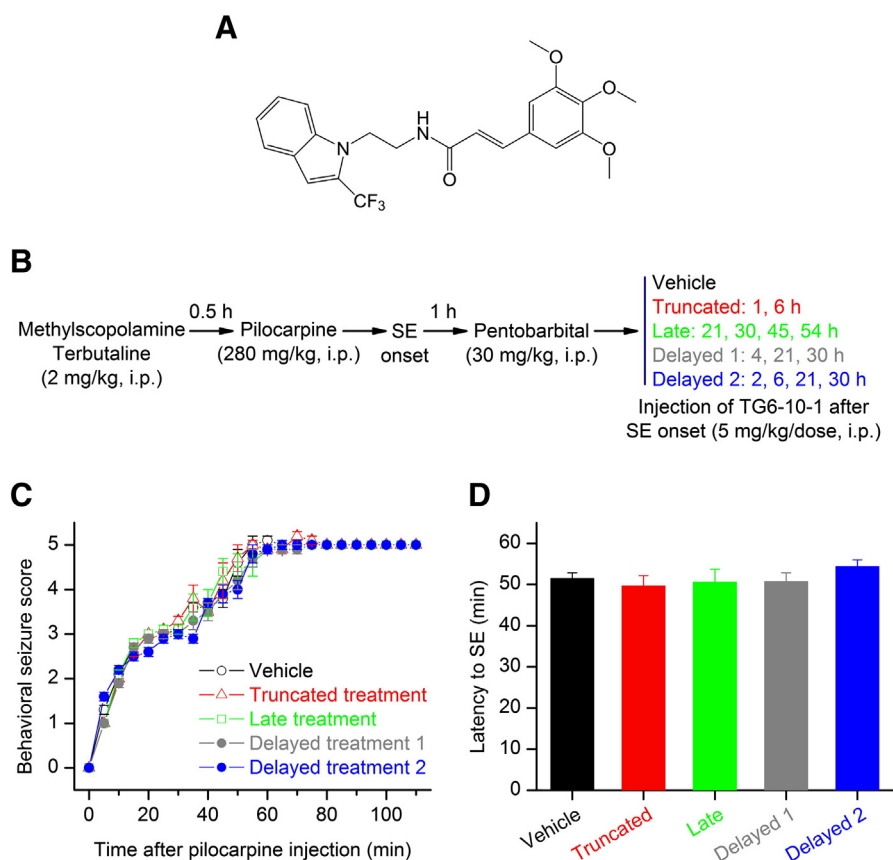 A
O
O
O
H
N
N
O
CF3
B
0.5 h
1 h
Methylscopolamine
Terbutaline
(2 mg/kg, i.p.)
Pilocarpine
(280 mg/kg, i.p.)
SE
onset
Pentobarbital
(30 mg/kg, i.p.)
Vehicle
Truncated: 1, 6 h
Late: 21, 30, 45, 54 h
Delayed 1: 4, 21, 30 h
Delayed 2: 2, 6, 21, 30 h
Injection of TG6-10-1 after
SE onset (5 mg/kg/dose, i.p.)
C
Behavioral seizure score
5
4
3
2
1
0
Vehicle
Truncated treatment
Late treatment
Delayed treatment 1
Delayed treatment 2
0 20 40 60 80 100
Time after pilocarpine injection (min)
D
Latency to SE (min)
60
50
40
30
20
10
0
Vehicle
Truncated
Late
Delayed 1
Delayed 2